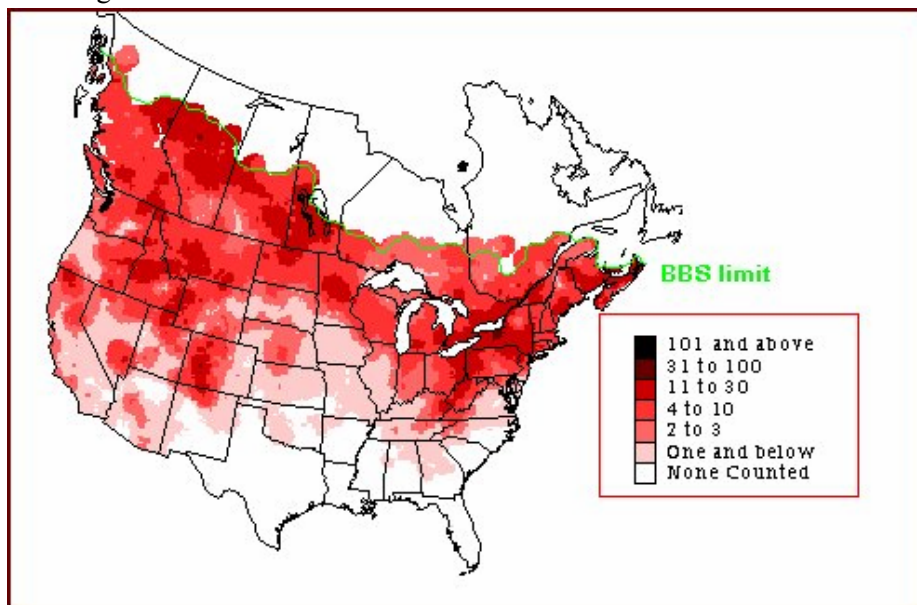 BBS limit
101 and above
31 to 100
11 to 30
4 to 10
2 to 3
One and below
None Counted